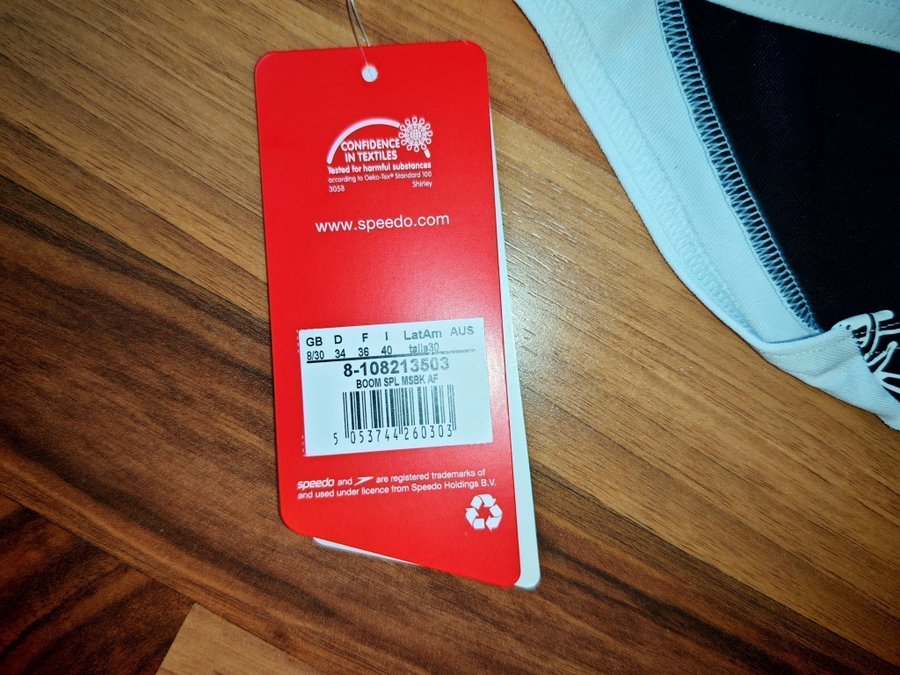 CONFIDENCE
IN TEXTILES
Tested for harmful substances
according to Oeko-Tex® Standard 100
3058 Shirley
www.speedo.com
GB D F I LatAm AUS
8/30 34 36 40 talla30
8-108213503
BOOM SPL MSBK AF
5 053744 260303
speedo and are registered trademarks of
and used under licence from Speedo Holdings B.V.